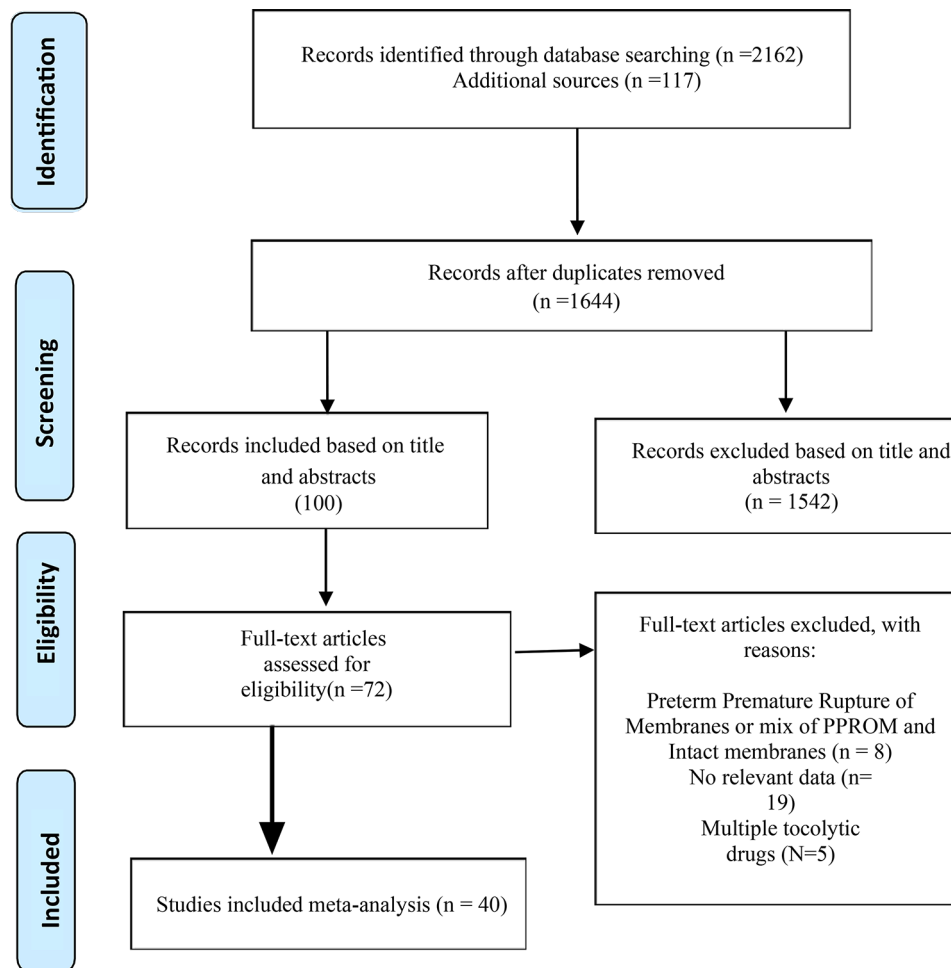 Identification
Records identified through database searching (n =2162)
Additional sources (n =117)
Screening
Records after duplicates removed
(n =1644)
Records included based on title
and abstracts
(100)
Records excluded based on title and
abstracts
(n = 1542)
Eligibility
Full-text articles
assessed for
eligibility(n =72)
Full-text articles excluded, with
reasons:
Preterm Premature Rupture of
Membranes or mix of PPROM and
Intact membranes (n = 8)
No relevant data (n=
19)
Multiple tocolytic
drugs (N=5)
Included
Studies included meta-analysis (n = 40)